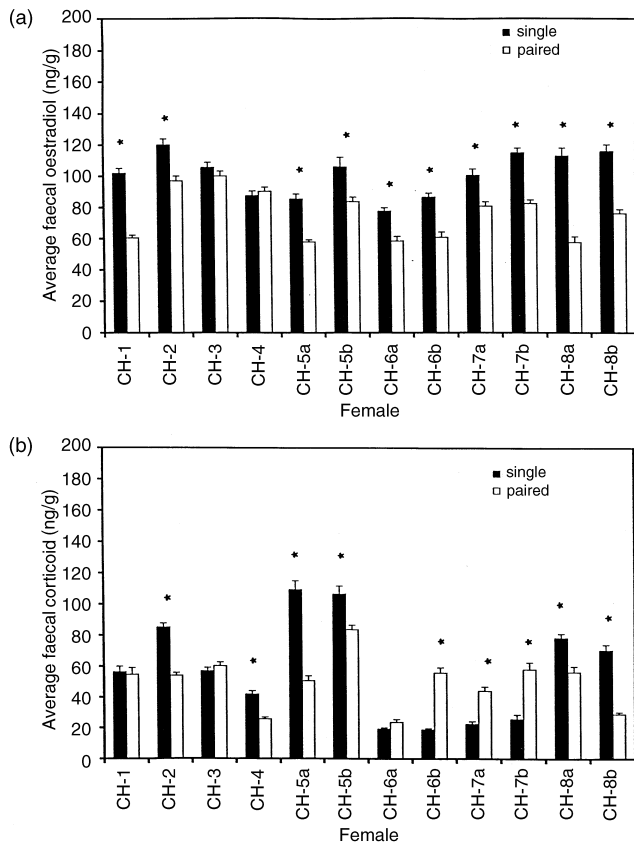 (a)
Average faecal oestradiol (ng/g)
200
180
160
140
120
100
80
60
40
20
0
single
paired
* * * * * * * * * *
CH-1 CH-2 CH-3 CH-4 CH-5a CH-5b CH-6a CH-6b CH-7a CH-7b CH-8a CH-8b
Female
(b)
Average faecal corticoid (ng/g)
200
180
160
140
120
100
80
60
40
20
0
single
paired
* * * * * * * * *
CH-1 CH-2 CH-3 CH-4 CH-5a CH-5b CH-6a CH-6b CH-7a CH-7b CH-8a CH-8b
Female